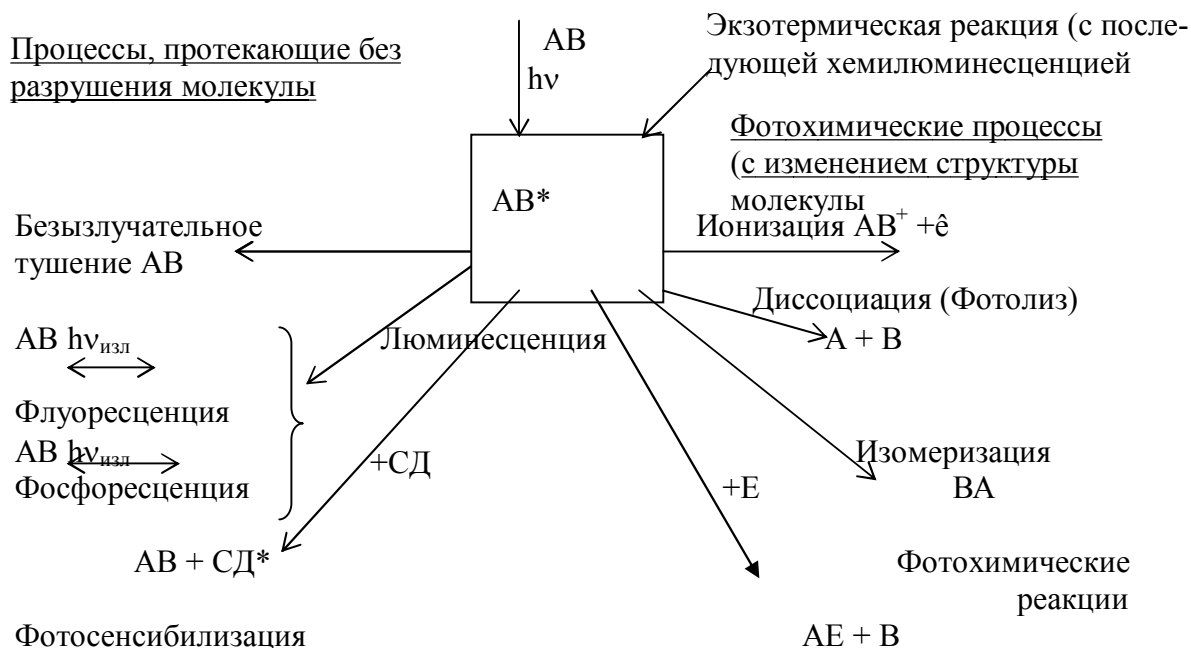 Процессы, протекающие без
разрушения молекулы
АВ
hν
Экзотермическая реакция (с после-
дующей хемилюминесценцией
Фотохимические процессы
(с изменением структуры
молекулы
АВ*
Безызлучательное
тушение АВ
Ионизация АВ⁺ +ê
Диссоциация (Фотолиз)
А + В
Люминесценция
АВ hνизл
Флуоресценция
АВ hνизл
Фосфоресценция
+СД
+Е
Изомеризация
ВА
АВ + СД*
Фотохимические
реакции
Фотосенсибилизация
АЕ + В